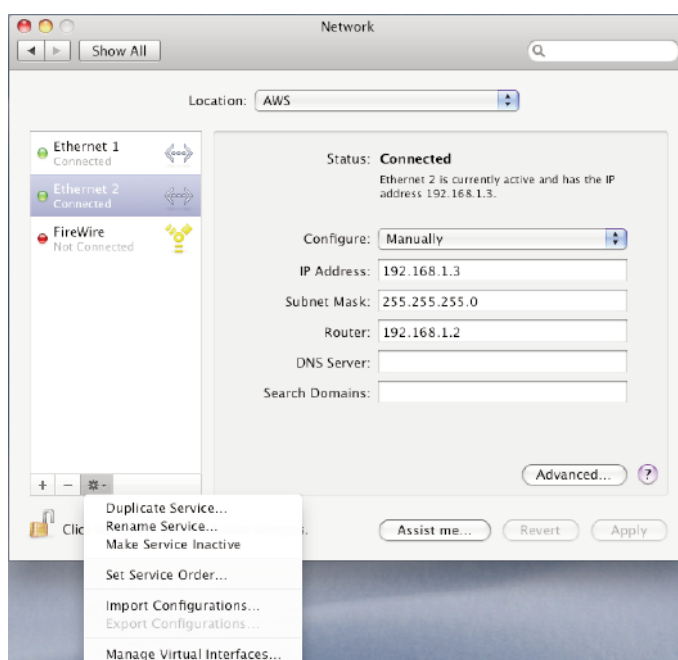 Network
Show All
Location: AWS
Ethernet 1
Connected
Ethernet 2
Connected
FireWire
Not Connected
Status: Connected
Ethernet 2 is currently active and has the IP
address 192.168.1.3.
Configure: Manually
IP Address: 192.168.1.3
Subnet Mask: 255.255.255.0
Router: 192.168.1.2
DNS Server:
Search Domains:
Advanced... ?
+ −
Clic
Assist me... Revert Apply
Duplicate Service...
Rename Service...
Make Service Inactive
Set Service Order...
Import Configurations...
Export Configurations...
Manage Virtual Interfaces...